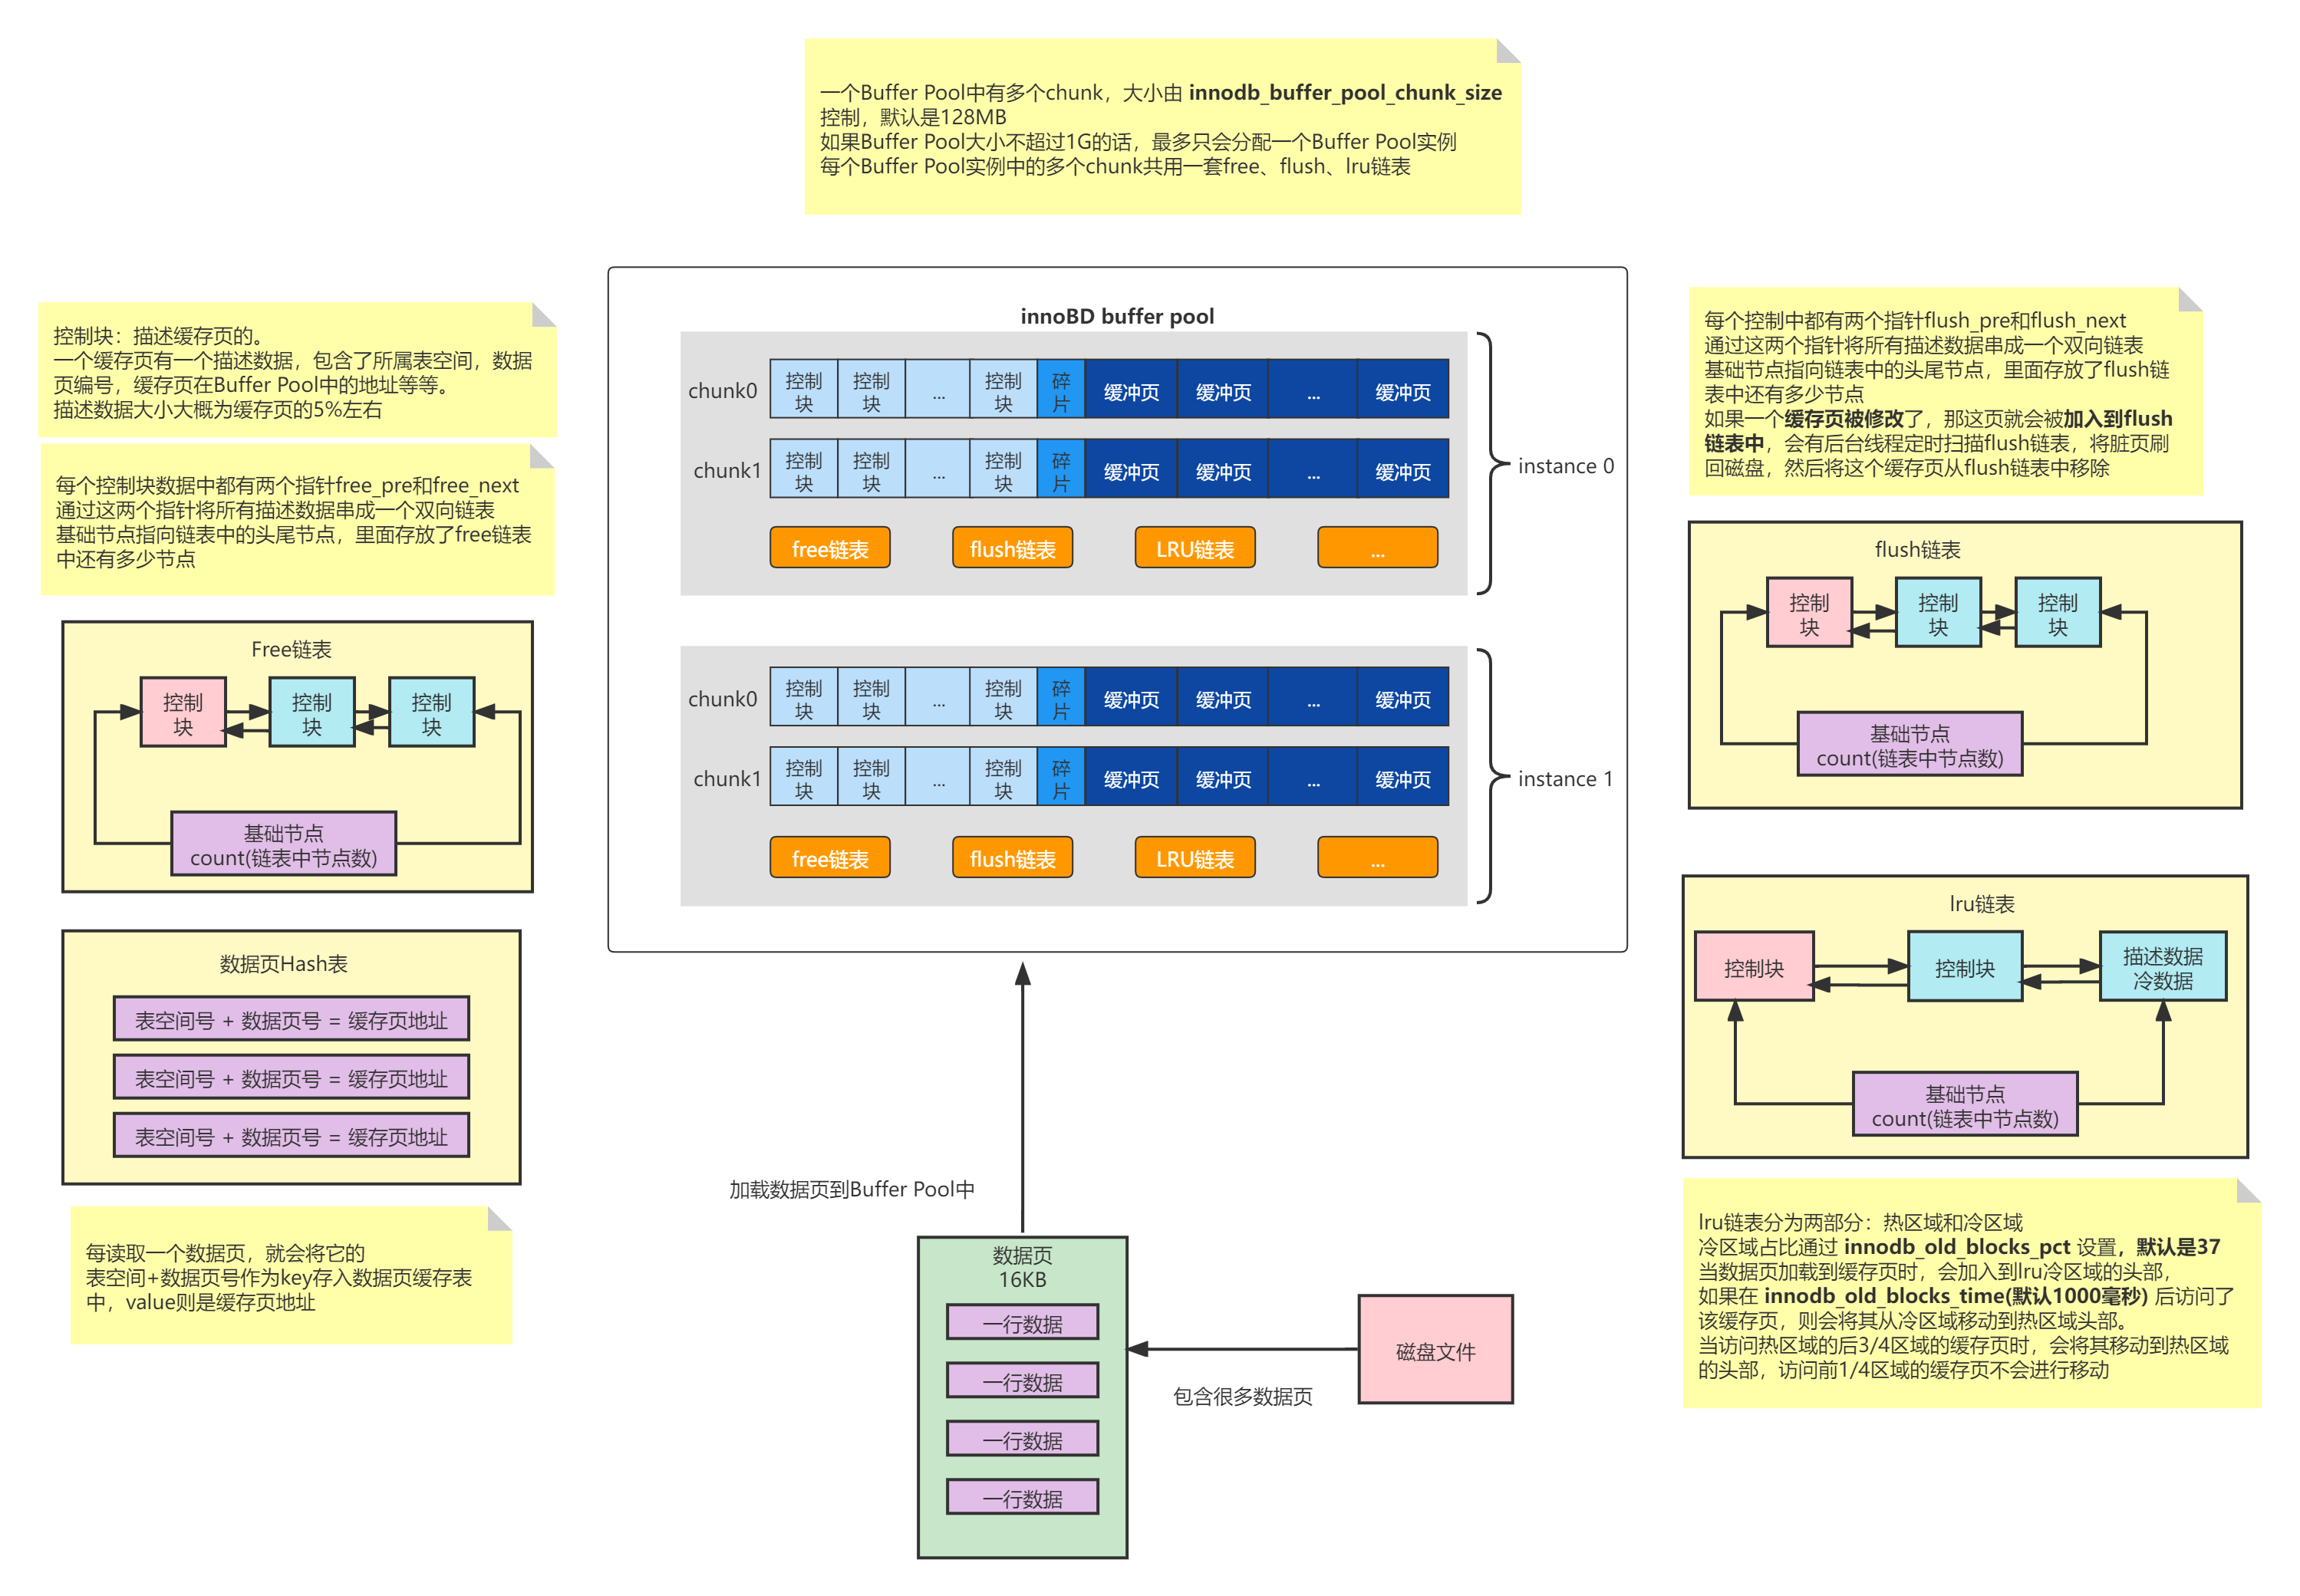 一个Buffer Pool中有多个chunk，大小由 innodb_buffer_pool_chunk_size
控制，默认是128MB
如果Buffer Pool大小不超过1G的话，最多只会分配一个Buffer Pool实例
每个Buffer Pool实例中的多个chunk共用一套free、flush、lru链表
控制块：描述缓存页的。
一个缓存页有一个描述数据，包含了所属表空间，数据
页编号，缓存页在Buffer Pool中的地址等等。
描述数据大小大概为缓存页的5%左右
每个控制块数据中都有两个指针free_pre和free_next
通过这两个指针将所有描述数据串成一个双向链表
基础节点指向链表中的头尾节点，里面存放了free链表
中还有多少节点
Free链表
控制
块
控制
块
控制
块
基础节点
count(链表中节点数)
数据页Hash表
表空间号 + 数据页号 = 缓存页地址
表空间号 + 数据页号 = 缓存页地址
表空间号 + 数据页号 = 缓存页地址
每读取一个数据页，就会将它的
表空间+数据页号作为key存入数据页缓存表
中，value则是缓存页地址
innoBD buffer pool
chunk0
控制
块
控制
块
...
控制
块
碎
片
缓冲页
缓冲页
...
缓冲页
chunk1
控制
块
控制
块
...
控制
块
碎
片
缓冲页
缓冲页
...
缓冲页
free链表
flush链表
LRU链表
...
instance 0
chunk0
控制
块
控制
块
...
控制
块
碎
片
缓冲页
缓冲页
...
缓冲页
chunk1
控制
块
控制
块
...
控制
块
碎
片
缓冲页
缓冲页
...
缓冲页
free链表
flush链表
LRU链表
...
instance 1
加载数据页到Buffer Pool中
数据页
16KB
一行数据
一行数据
一行数据
一行数据
包含很多数据页
磁盘文件
每个控制中都有两个指针flush_pre和flush_next
通过这两个指针将所有描述数据串成一个双向链表
基础节点指向链表中的头尾节点，里面存放了flush链
表中还有多少节点
如果一个缓存页被修改了，那这页就会被加入到flush
链表中，会有后台线程定时扫描flush链表，将脏页刷
回磁盘，然后将这个缓存页从flush链表中移除
flush链表
控制
块
控制
块
控制
块
基础节点
count(链表中节点数)
lru链表
控制块
控制块
描述数据
冷数据
基础节点
count(链表中节点数)
lru链表分为两部分：热区域和冷区域
冷区域占比通过 innodb_old_blocks_pct 设置，默认是37
当数据页加载到缓存页时，会加入到lru冷区域的头部，
如果在 innodb_old_blocks_time(默认1000毫秒) 后访问了
该缓存页，则会将其从冷区域移动到热区域头部。
当访问热区域的后3/4区域的缓存页时，会将其移动到热区域
的头部，访问前1/4区域的缓存页不会进行移动